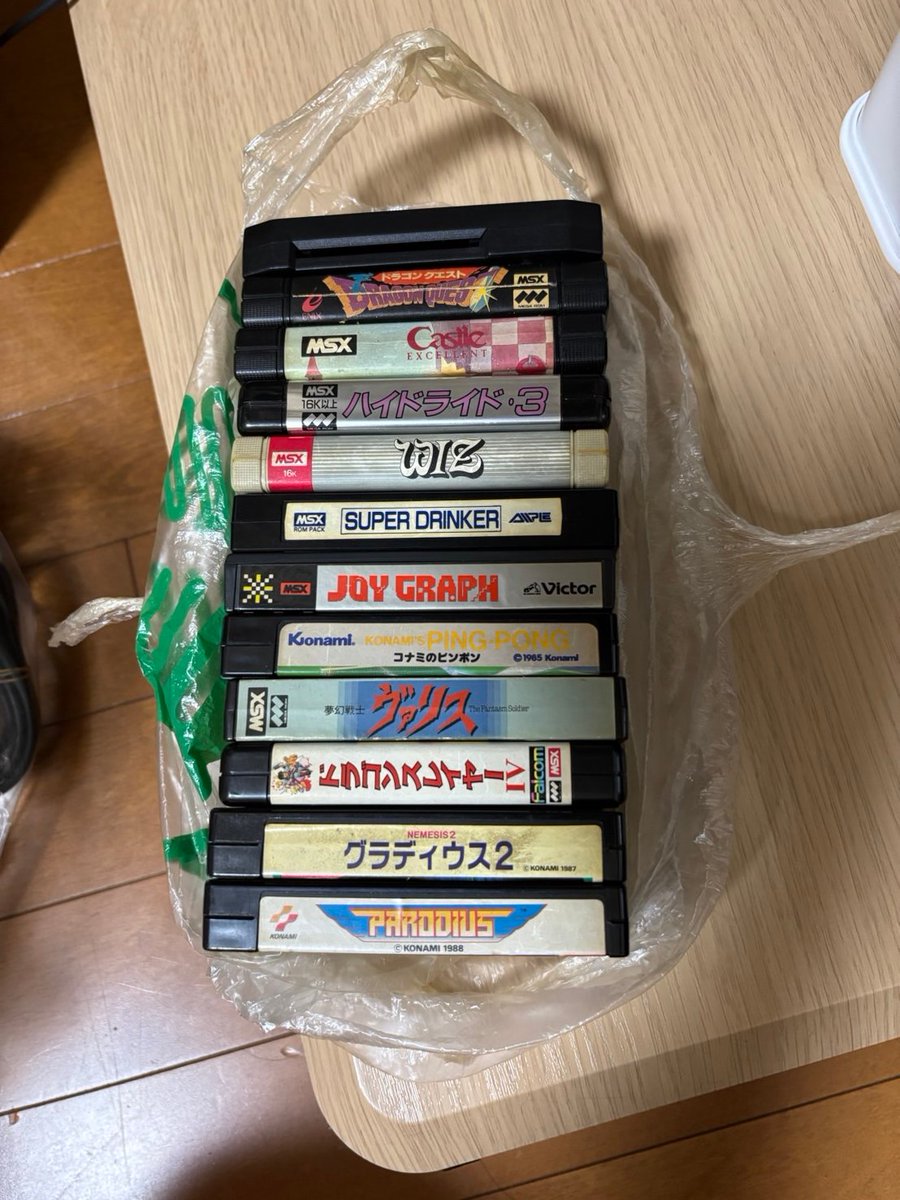 ドラゴンクエスト
DRAGON QUEST
ENIX
MSX
MEGA ROM
MSX
Castle
EXCELLENT
MSX
16K以上
ハイドライド・3
MSX
16K
WIZ
MSX
ROM PACK
SUPER DRINKER
AMPLE
MSX
JOY GRAPH
Victor
Konami
KONAMI'S PING-PONG
コナミのピンポン
©1985 Konami
MSX
夢幻戦士
ヴァリス
The Fantasm Soldier
ドラゴンスレイヤーIV
Falcom
MSX
NEMESIS 2
グラディウス2
© KONAMI 1987
KONAMI
PARODIUS
© KONAMI 1988